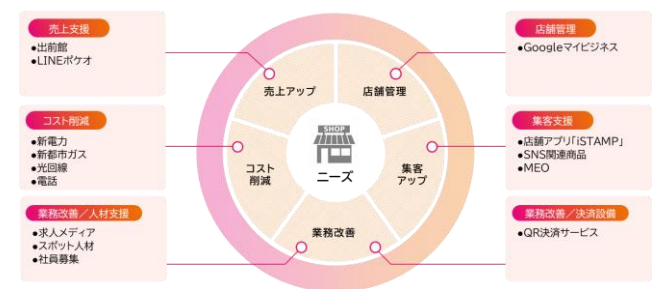 売上支援
●出前館
●LINEポケオ
コスト削減
●新電力
●新都市ガス
●光回線
●電話
業務改善／人材支援
●求人メディア
●スポット人材
●社員募集
売上アップ
店舗管理
SHOP
ニーズ
コスト
削減
集客
アップ
業務改善
店舗管理
●Googleマイビジネス
集客支援
●店舗アプリ「iSTAMP」
●SNS関連商品
●MEO
業務改善／決済設備
●QR決済サービス